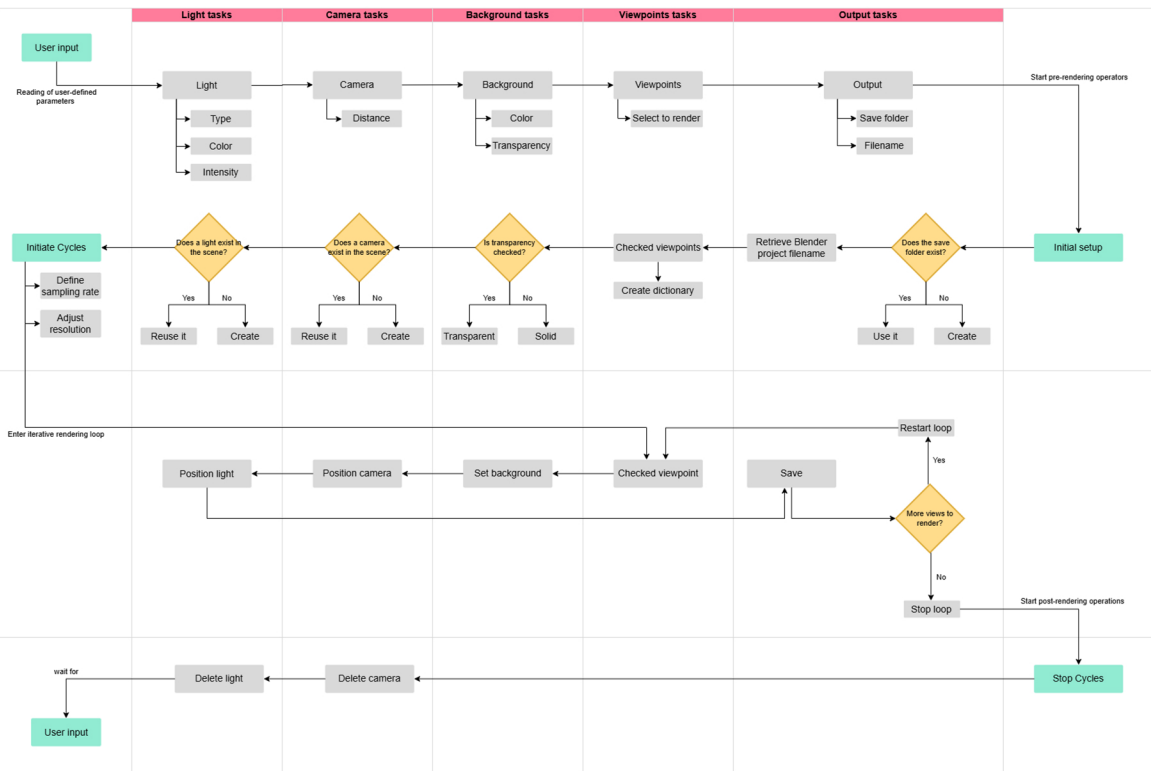 Light tasks
Camera tasks
Background tasks
Viewpoints tasks
Output tasks
User input
Reading of user-defined
parameters
Light
Camera
Background
Viewpoints
Output
Start pre-rendering operators
Type
Color
Intensity
Distance
Color
Transparency
Select to render
Save folder
Filename
Initiate Cycles
Does a light exist in
the scene?
Does a camera
exist in the scene?
Is transparency
checked?
Checked viewpoints
Retrieve Blender
project filename
Does the save
folder exist?
Initial setup
Define
sampling rate
Adjust
resolution
Create dictionary
Yes
No
Yes
No
Yes
No
Yes
No
Reuse it
Create
Reuse it
Create
Transparent
Solid
Use it
Create
Enter iterative rendering loop
Restart loop
Yes
Position light
Position camera
Set background
Checked viewpoint
Save
More views to
render?
No
Stop loop
Start post-rendering operations
wait for
Delete light
Delete camera
Stop Cycles
User input